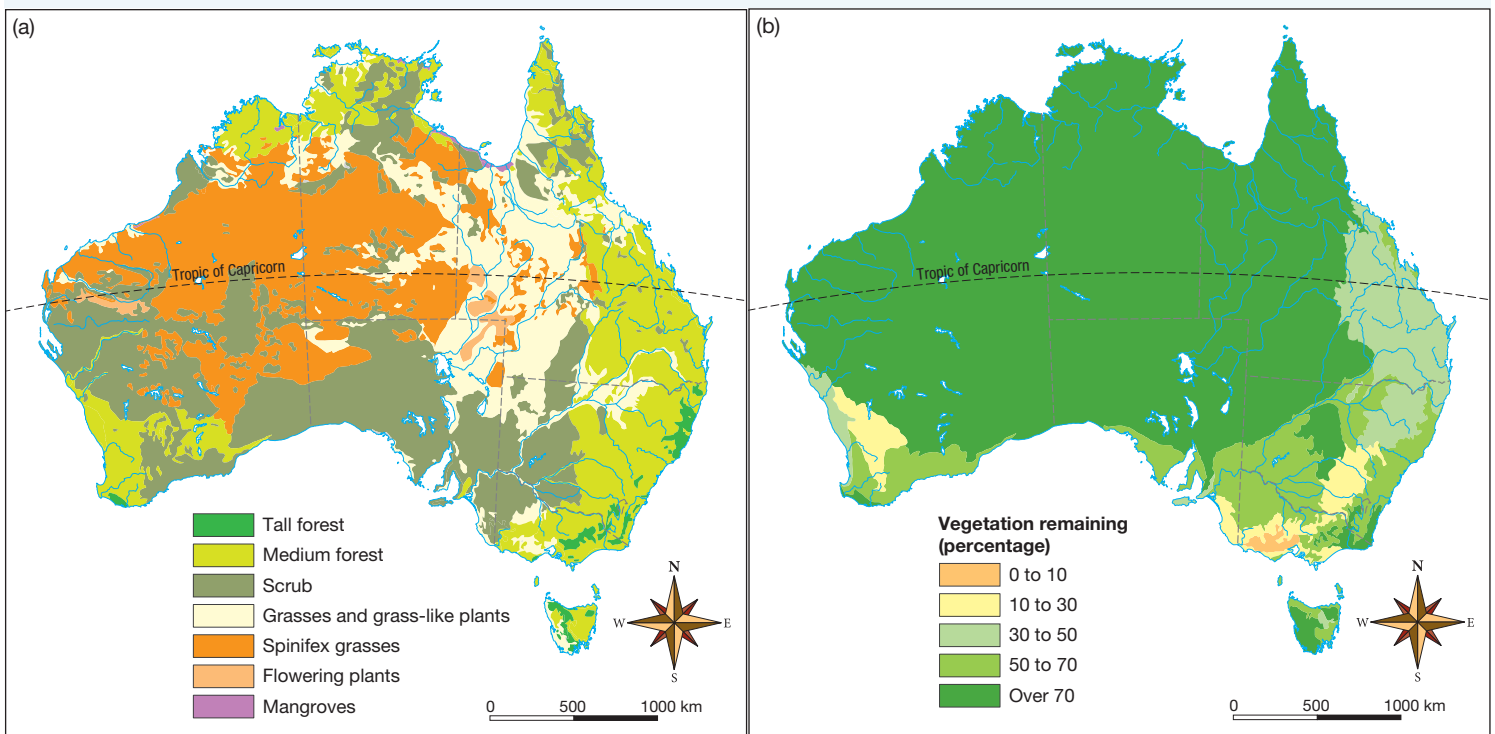 (a)
Tropic of Capricorn
Tall forest
Medium forest
Scrub
Grasses and grass-like plants
Spinifex grasses
Flowering plants
Mangroves
N
W
E
S
0 500 1000 km
(b)
Tropic of Capricorn
Vegetation remaining
(percentage)
0 to 10
10 to 30
30 to 50
50 to 70
Over 70
N
W
E
S
0 500 1000 km